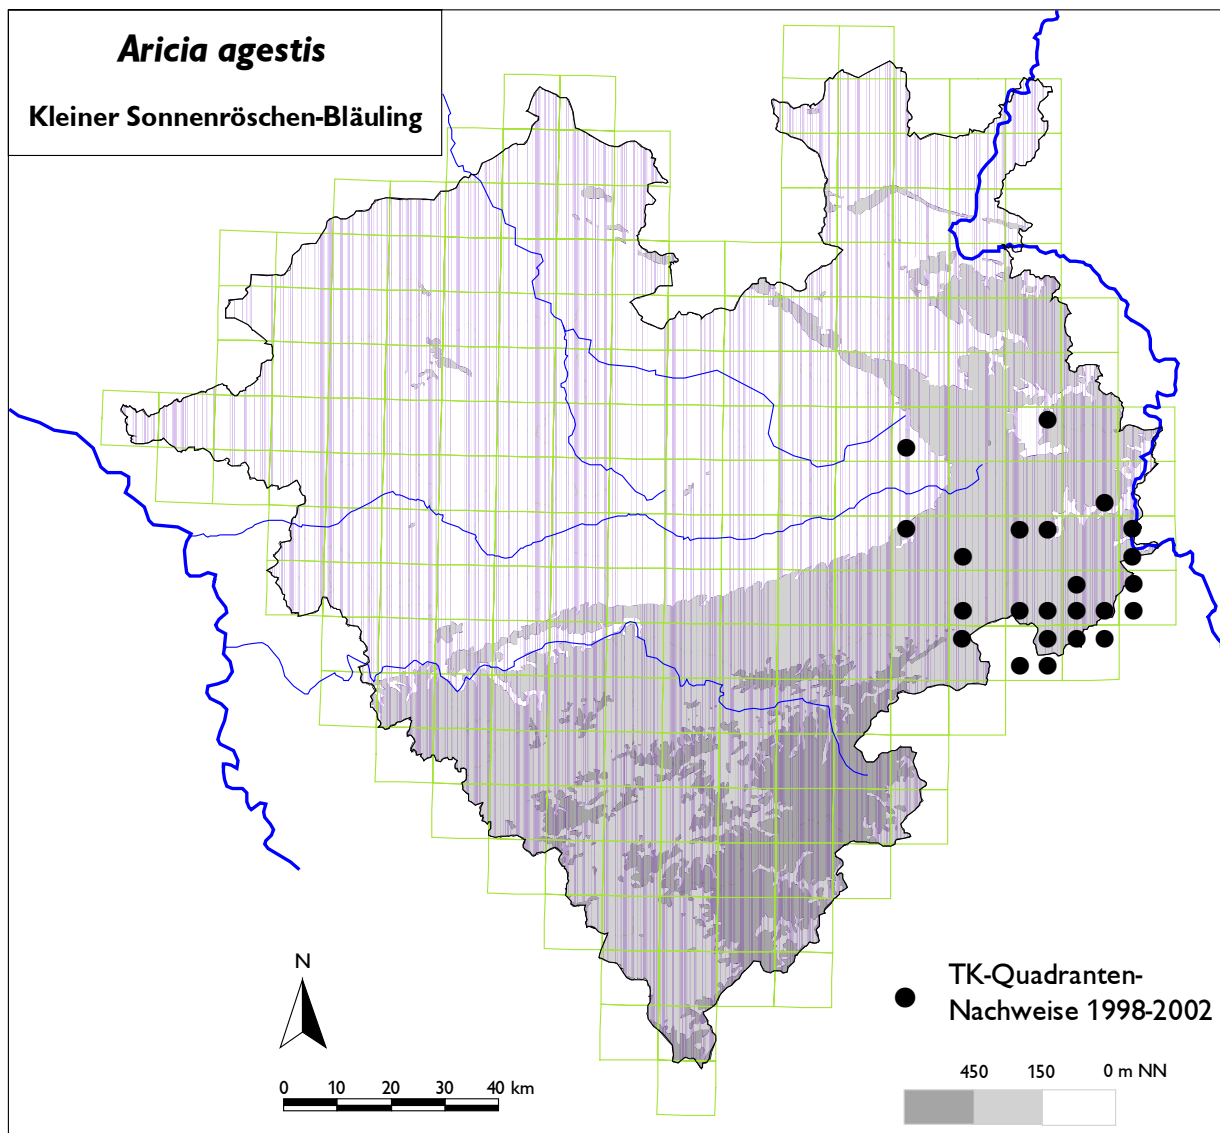 Aricia agestis
Kleiner Sonnenröschen-Bläuling
N
0 10 20 30 40 km
TK-Quadranten-
Nachweise 1998-2002
450 150 0 m NN